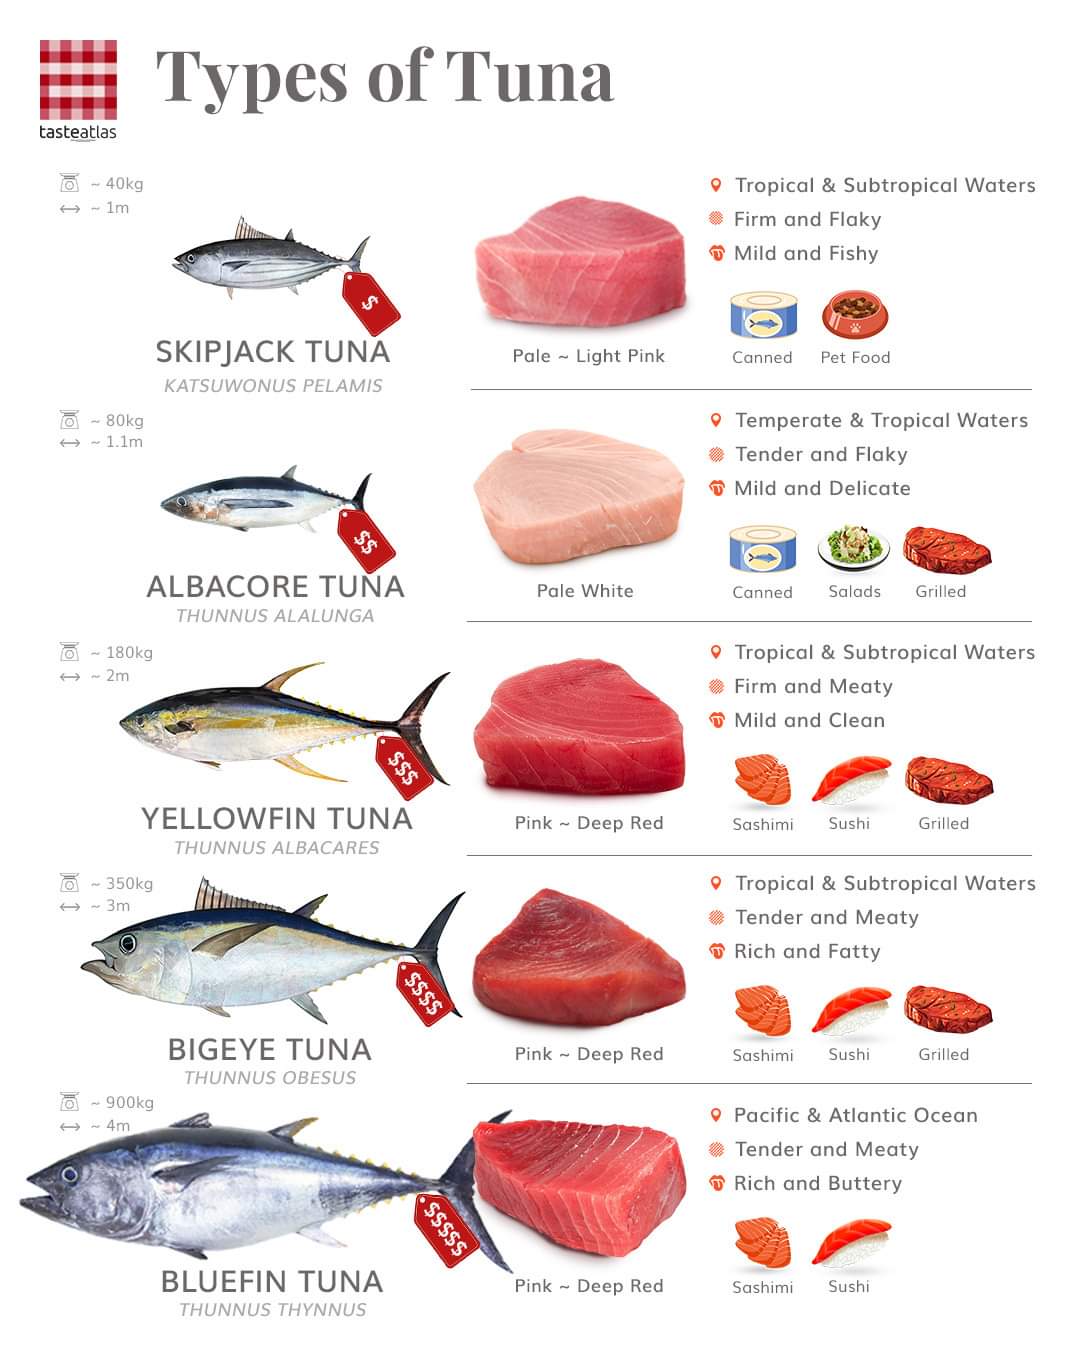 Types of Tuna
tasteatlas
~ 40kg
~ 1m
$
SKIPJACK TUNA
KATSUWONUS PELAMIS
Pale ~ Light Pink
Tropical & Subtropical Waters
Firm and Flaky
Mild and Fishy
Canned
Pet Food
~ 80kg
~ 1.1m
$$
ALBACORE TUNA
THUNNUS ALALUNGA
Pale White
Temperate & Tropical Waters
Tender and Flaky
Mild and Delicate
Canned
Salads
Grilled
~ 180kg
~ 2m
$$$
YELLOWFIN TUNA
THUNNUS ALBACARES
Pink ~ Deep Red
Tropical & Subtropical Waters
Firm and Meaty
Mild and Clean
Sashimi
Sushi
Grilled
~ 350kg
~ 3m
$$$$
BIGEYE TUNA
THUNNUS OBESUS
Pink ~ Deep Red
Tropical & Subtropical Waters
Tender and Meaty
Rich and Fatty
Sashimi
Sushi
Grilled
~ 900kg
~ 4m
$$$$$
BLUEFIN TUNA
THUNNUS THYNNUS
Pink ~ Deep Red
Pacific & Atlantic Ocean
Tender and Meaty
Rich and Buttery
Sashimi
Sushi